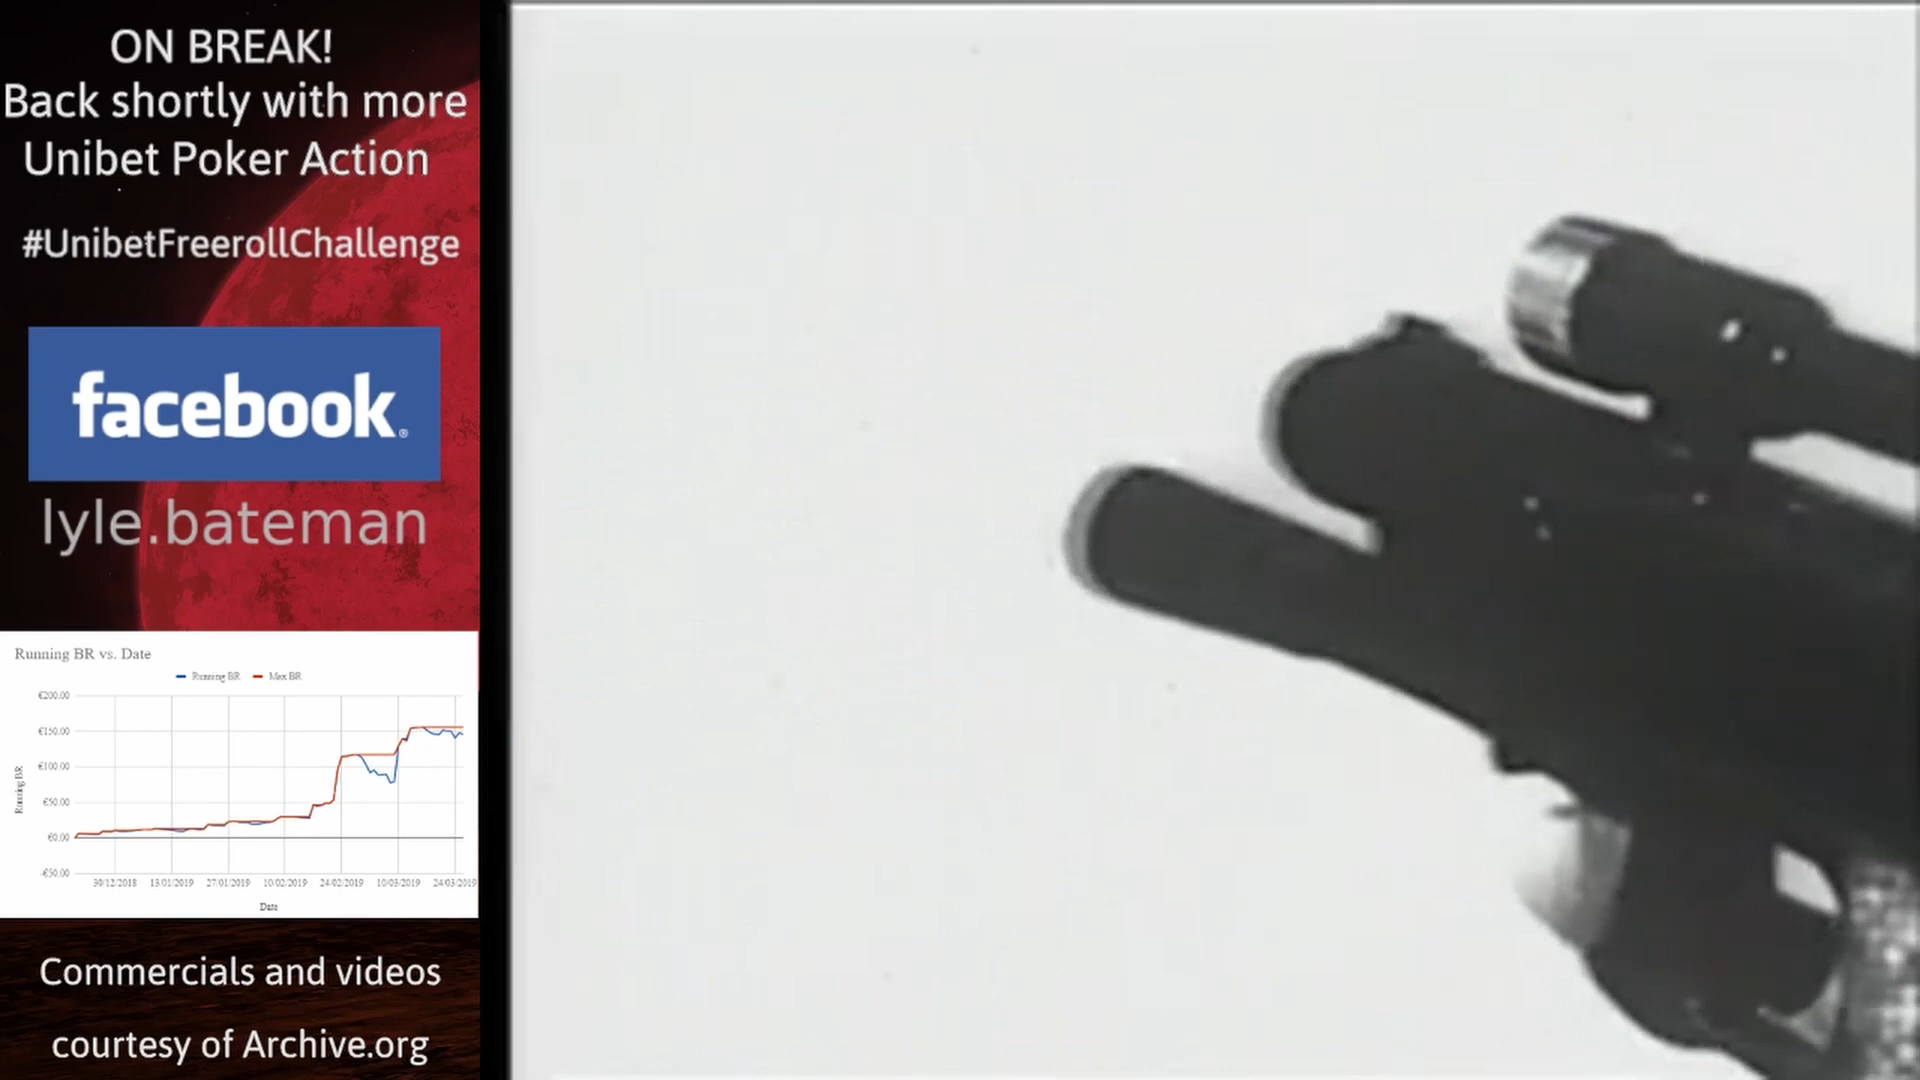 ON BREAK!
Back shortly with more
Unibet Poker Action
#UnibetFreerollChallenge
facebook®
lyle.bateman
Running BR vs. Date
Running BR
Max BR
€200.00
€150.00
€100.00
€50.00
€0.00
-€50.00
Running BR
30/12/2018
13/01/2019
27/01/2019
10/02/2019
24/02/2019
10/03/2019
24/03/2019
Date
Commercials and videos
courtesy of Archive.org